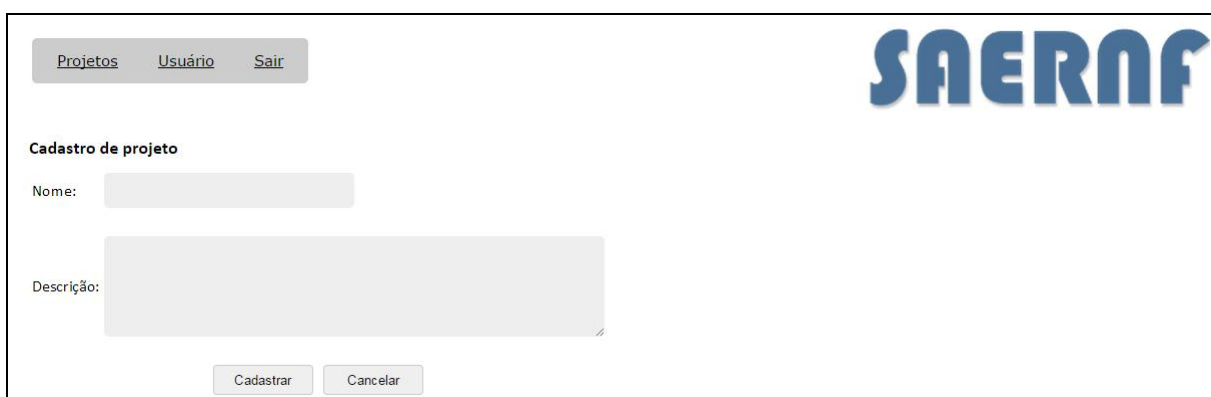 Projetos Usuário Sair
SAERNF
Cadastro de projeto
Nome:
Descrição:
Cadastrar Cancelar